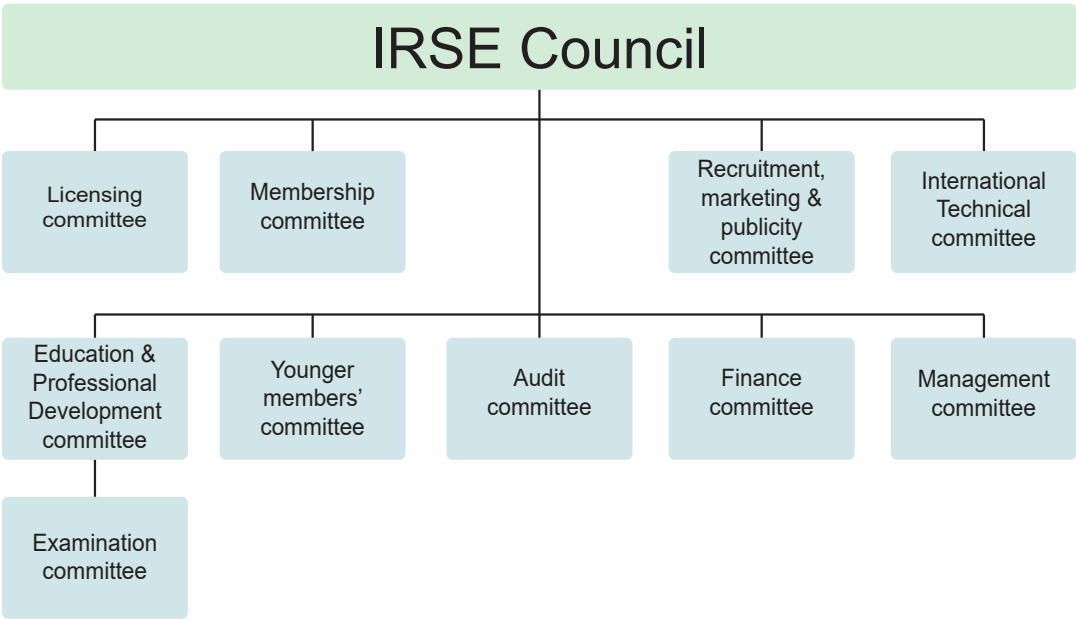 IRSE Council
Licensing
committee
Membership
committee
Recruitment,
marketing &
publicity
committee
International
Technical
committee
Education &
Professional
Development
committee
Younger
members’
committee
Audit
committee
Finance
committee
Management
committee
Examination
committee